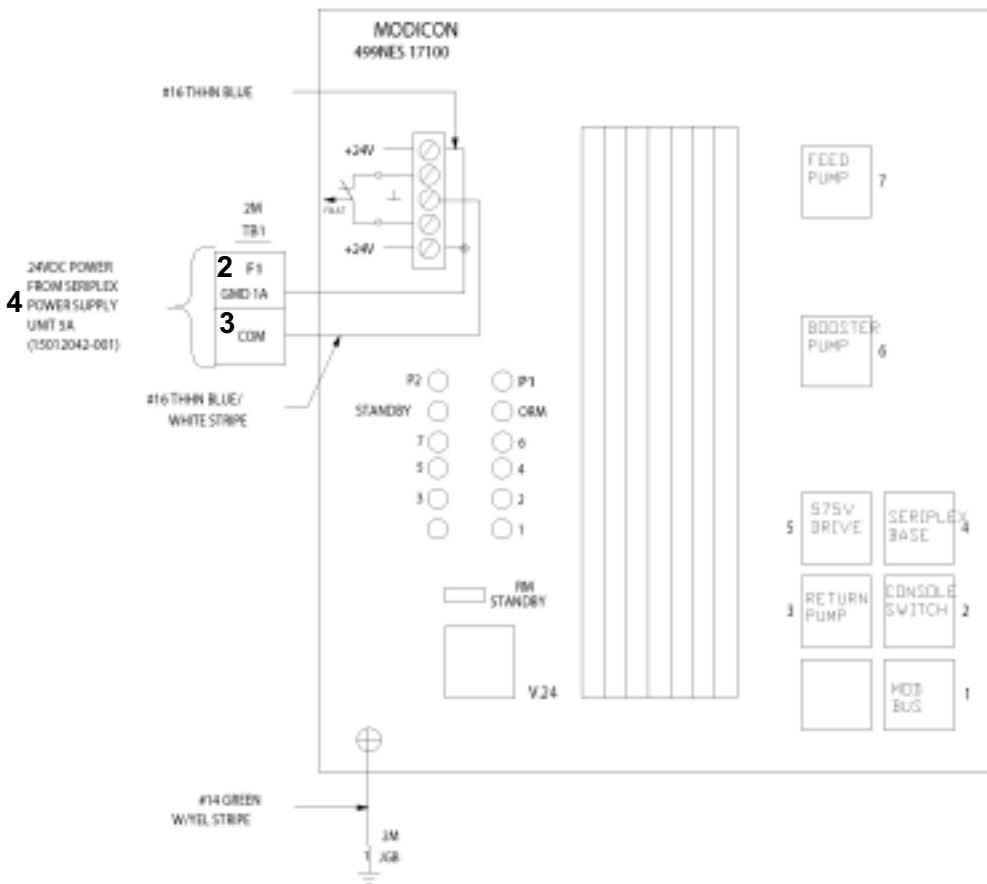 MODICON
499NES 17100
#16 THHN BLUE
+24V
FAULT
+24V
2M
TB1
2 F1
GMD 1A
3
COM
24VDC POWER
FROM SERIPLEX
4 POWER SUPPLY
UNIT 5A
(15012042-001)
#16 THHN BLUE/
WHITE STRIPE
P2 P1
STANDBY ORM
7 6
5 4
3 2
1
RM
STANDBY
V.24
FEED
PUMP 7
BOOSTER
PUMP 6
5 575V
DRIVE
SERIPLEX
BASE 4
3 RETURN
PUMP
CONSOLE
SWITCH 2
MOD
BUS 1
#14 GREEN
W/YEL STRIPE
2M
1 JGB